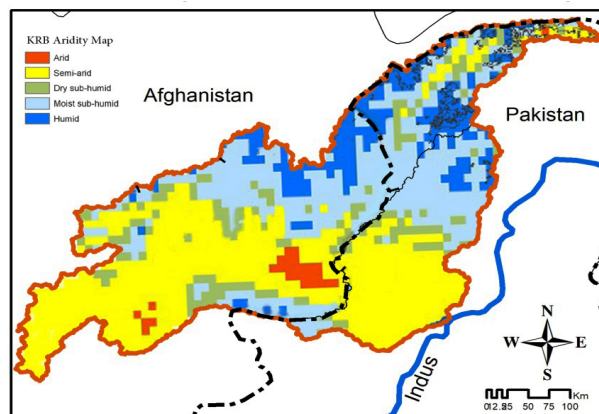 KRB Aridity Map
Arid
Semi-arid
Dry sub-humid
Moist sub-humid
Humid
Afghanistan
Pakistan
Indus
N
W E
S
Km
50 75 100